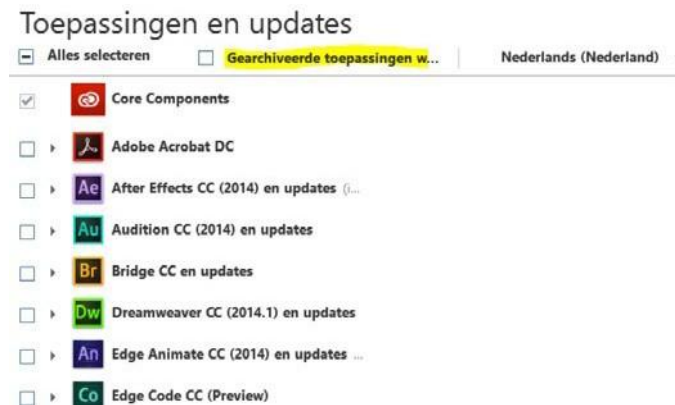 Toepassingen en updates
Alles selecteren Gearchiveerde toepassingen w... Nederlands (Nederland)
Core Components
Adobe Acrobat DC
Ae After Effects CC (2014) en updates (i...
Au Audition CC (2014) en updates
Br Bridge CC en updates
Dw Dreamweaver CC (2014.1) en updates
An Edge Animate CC (2014) en updates ...
Co Edge Code CC (Preview)